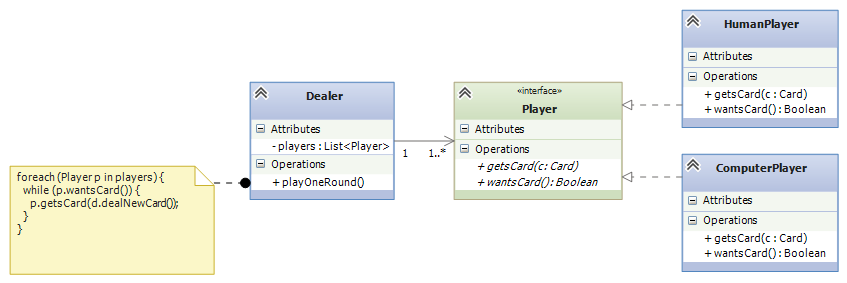 foreach (Player p in players) {
while (p.wantsCard()) {
p.getsCard(d.dealNewCard());
}
}
Dealer
Attributes
- players : List<Player>
Operations
+ playOneRound()
1
1..*
«interface»
Player
Attributes
Operations
+ getsCard(c: Card)
+ wantsCard(): Boolean
HumanPlayer
Attributes
Operations
+ getsCard(c : Card)
+ wantsCard() : Boolean
ComputerPlayer
Attributes
Operations
+ getsCard(c : Card)
+ wantsCard() : Boolean